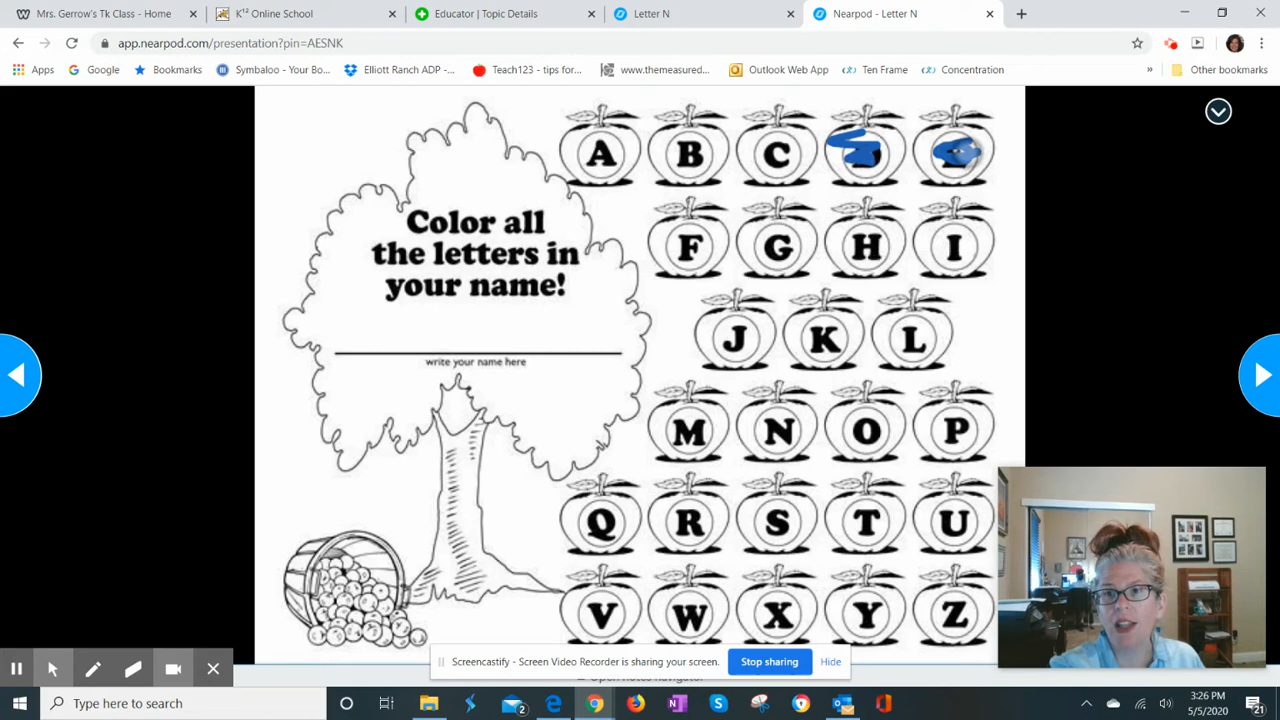 Mrs. Gerrow's Tk Class - Home
K¹² Online School
Educator | Topic Details
Letter N
Nearpod - Letter N
app.nearpod.com/presentation?pin=AESNK
Apps
Google
Bookmarks
Symbaloo - Your Bo...
Elliott Ranch ADP -...
Teach123 - tips for...
www.themeasured...
Outlook Web App
Ten Frame
Concentration
»
Other bookmarks
Color all
the letters in
your name!
write your name here
A B C
F G H I
J K L
M N O P
Q R S T U
V W X Y Z
Screencastify - Screen Video Recorder is sharing your screen.
Stop sharing
Hide
Type here to search
2
3:26 PM
5/5/2020
21